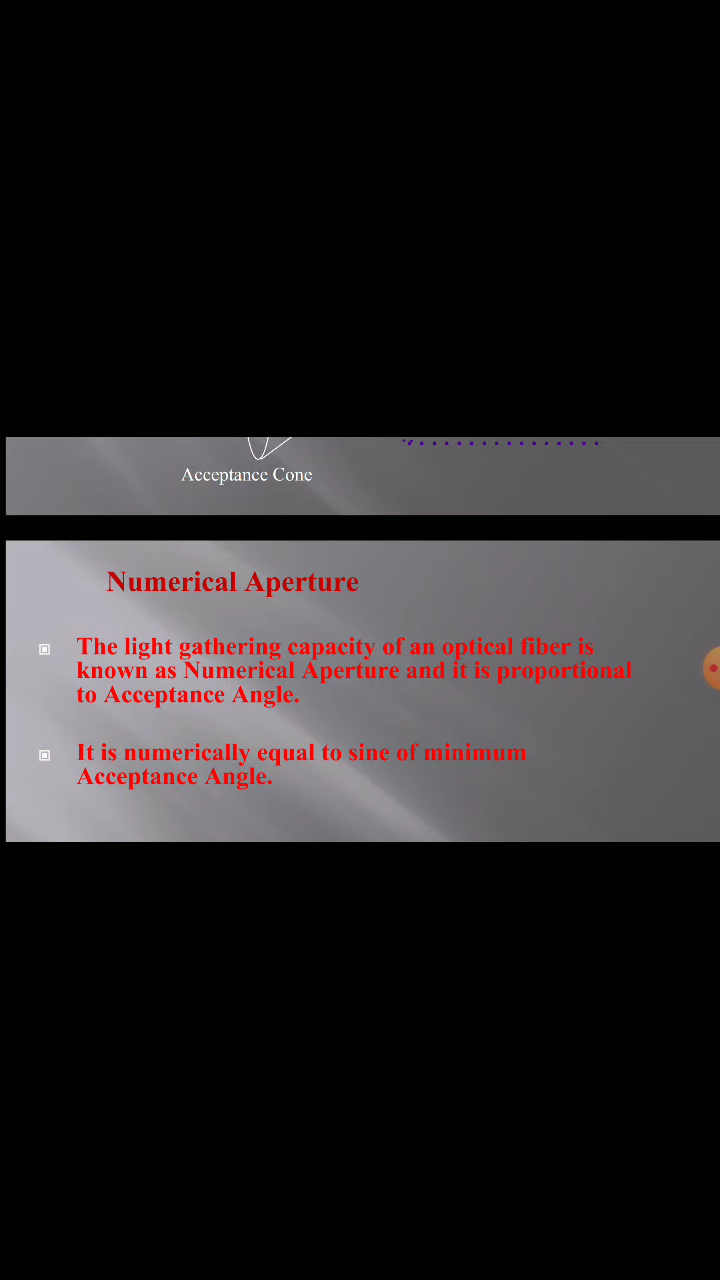 Acceptance Cone
Numerical Aperture
The light gathering capacity of an optical fiber is
known as Numerical Aperture and it is proportional
to Acceptance Angle.
It is numerically equal to sine of minimum
Acceptance Angle.